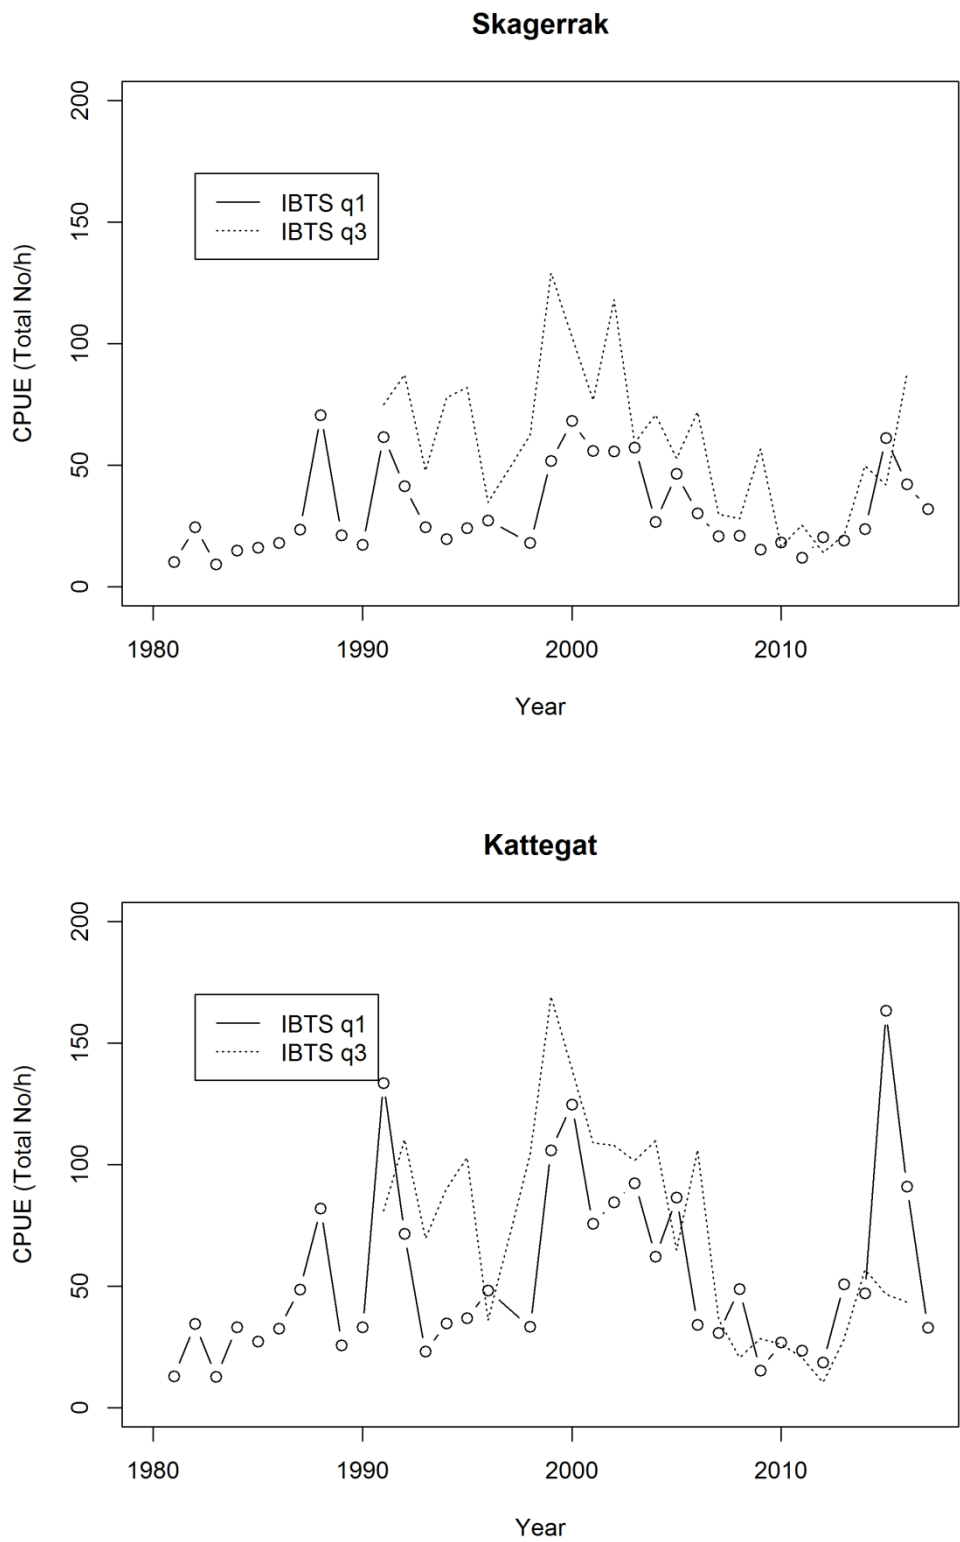 Skagerrak
200
150
100
50
0
CPUE (Total No/h)
IBTS q1
IBTS q3
1980 1990 2000 2010
Year
Kattegat
200
150
100
50
0
CPUE (Total No/h)
IBTS q1
IBTS q3
1980 1990 2000 2010
Year